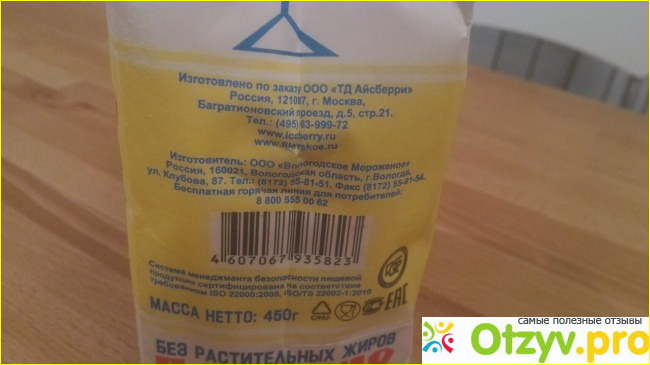 Изготовлено по заказу ООО «ТД Айсберри»
Россия, 121087, г. Москва,
Багратионовский проезд, д.5, стр.21.
Тел.: (495)63-999-72
www.iceberry.ru
Изготовитель: ООО «Вологодское Мороженое»
Россия, 160021, Вологодская область, г.Вологда,
ул. Клубова, 87. Тел.: (8172) 55-81-51. Факс (8172) 55-81-54.
Бесплатная горячая линия для потребителей:
8 800 555 00 62
4 607067 935823
Система менеджмента безопасности пищевой
продукции сертифицирована на соответствие
требованиям ISO 22000:2005, ISO/TS 22002-1:2010
МАССА НЕТТО: 450г
C/PAP
EAC
БЕЗ РАСТИТЕЛЬНЫХ ЖИРОВ
самые полезные отзывы
Otzyv.pro